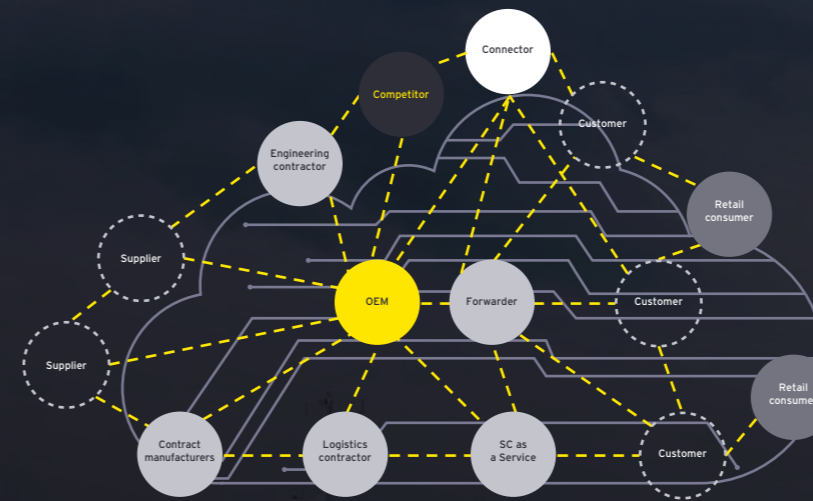 Connector
Competitor
Customer
Engineering
contractor
Retail
consumer
Supplier
OEM
Forwarder
Customer
Supplier
Retail
consume
Contract
manufacturers
Logistics
contractor
SC as
a Service
Customer